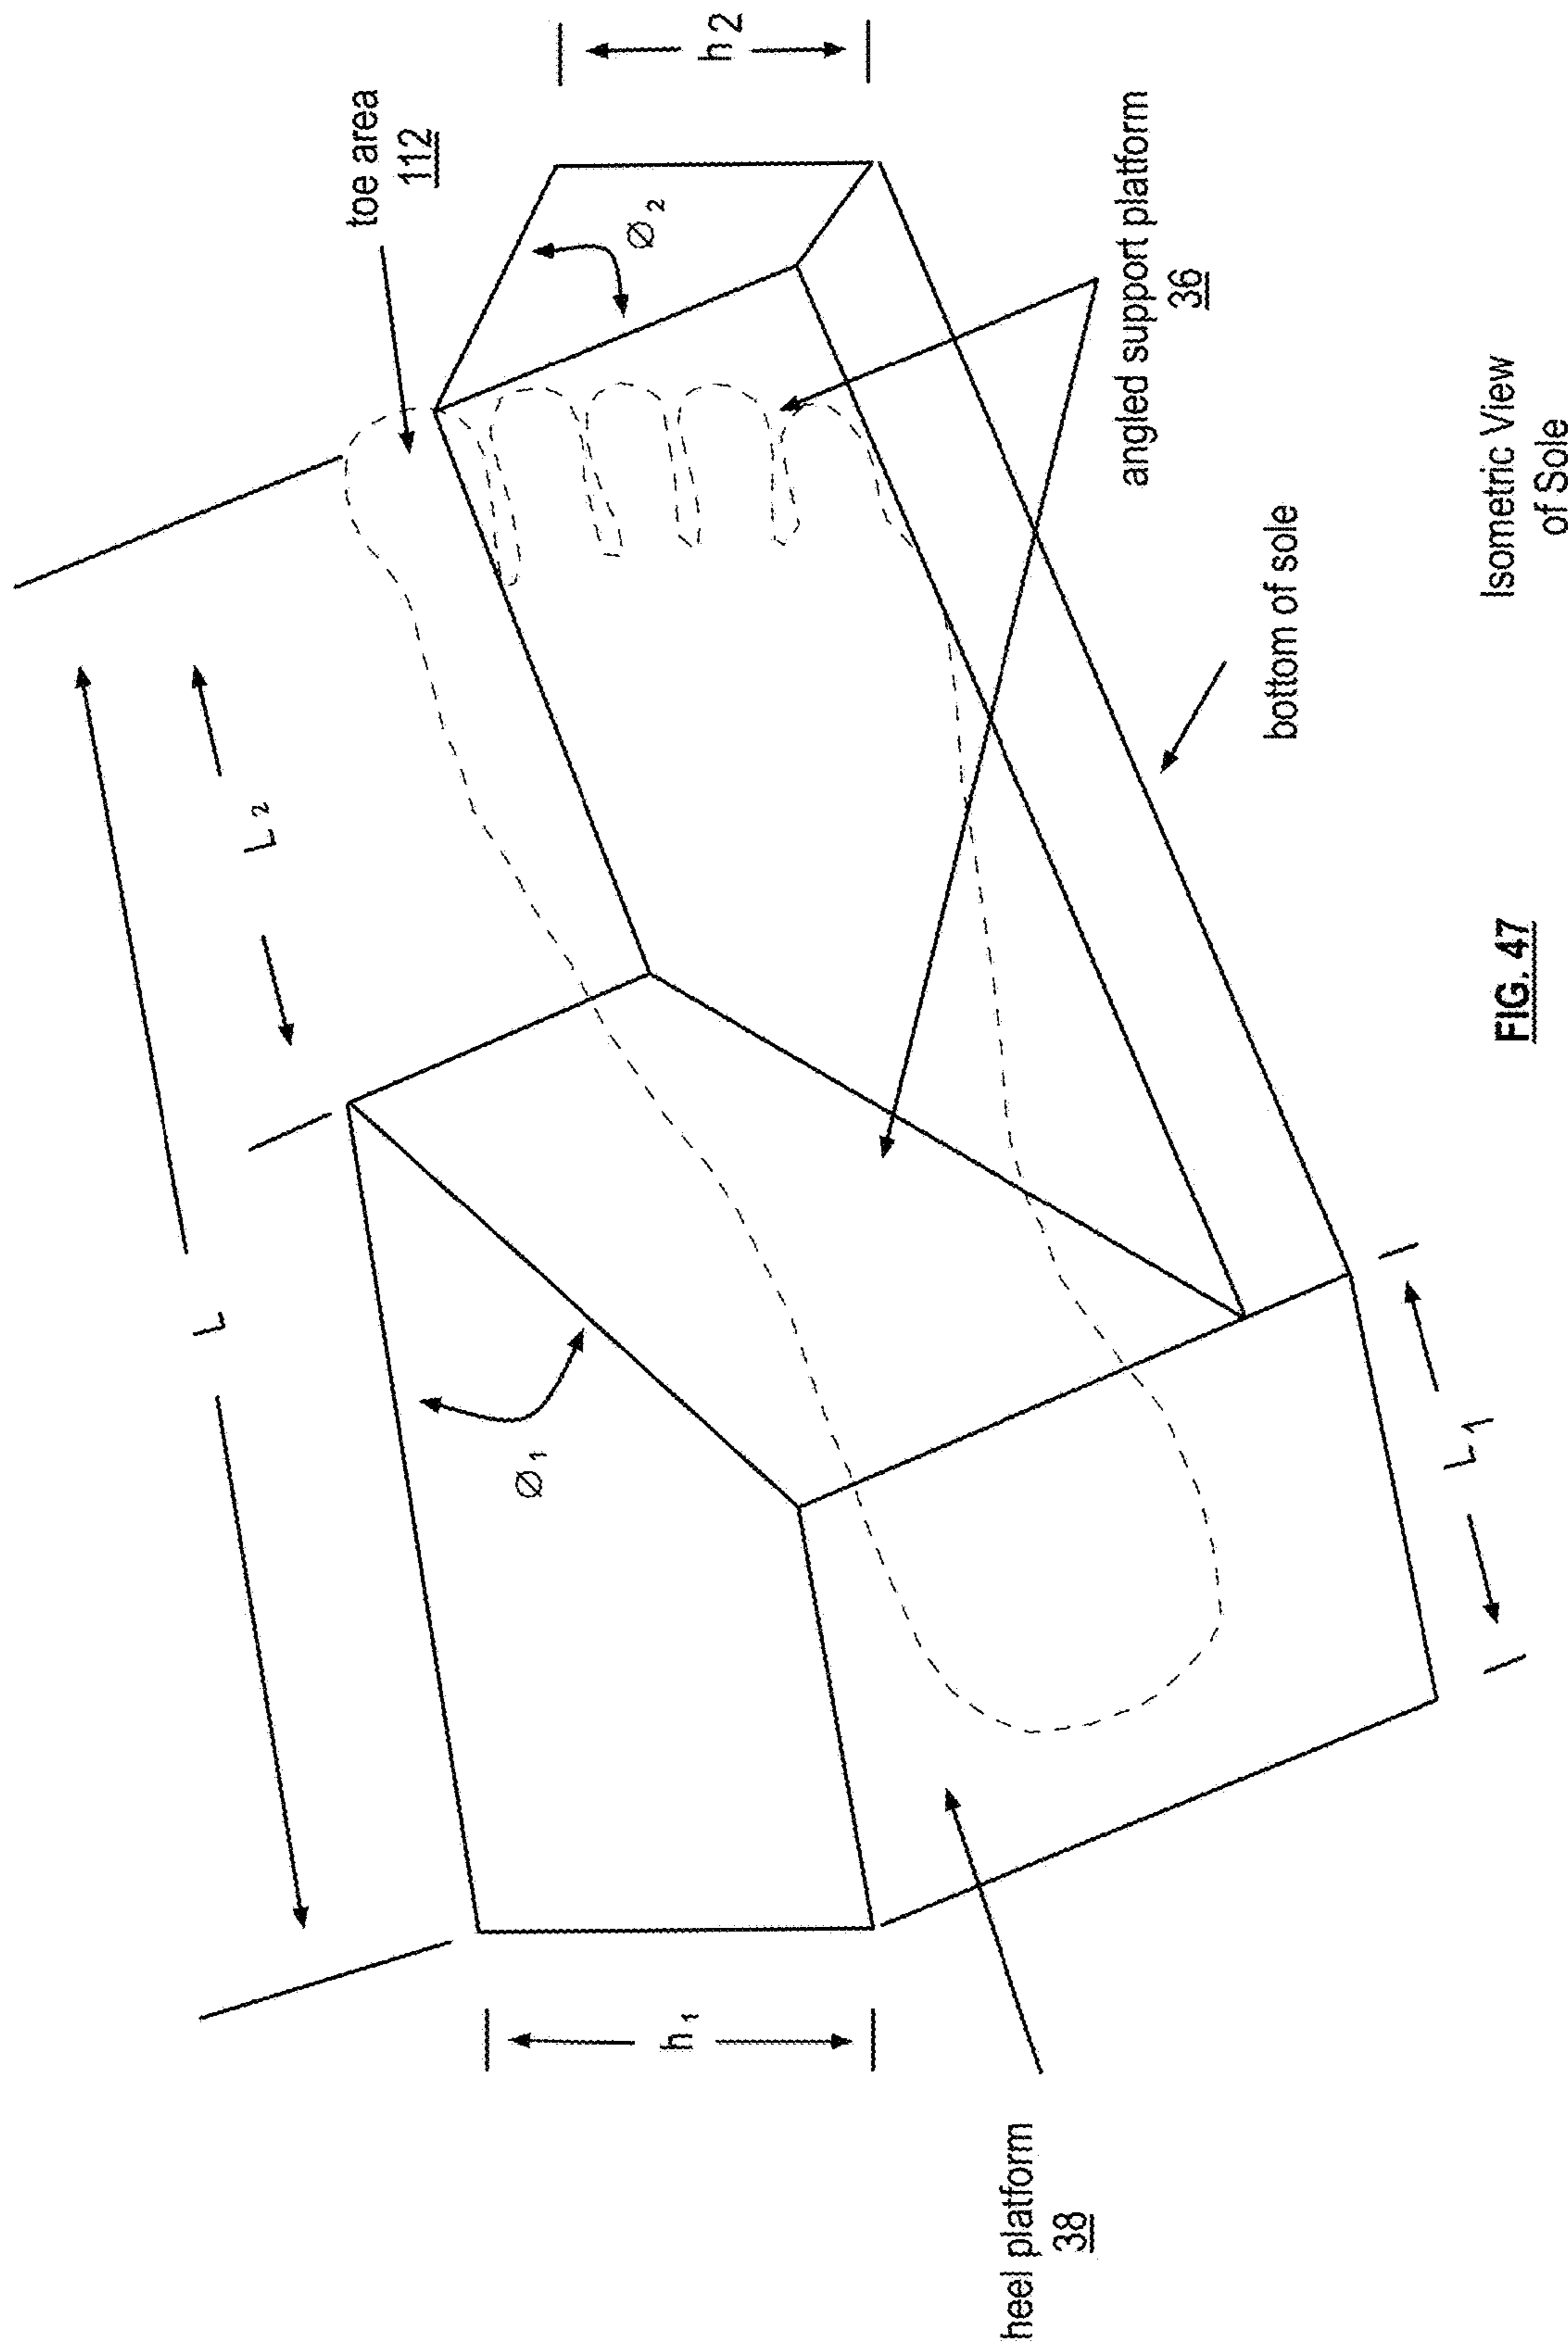 toe area
112
h2
Ø2
L2
L
angled support platform
36
Ø1
bottom of sole
h1
L1
heel platform
38
FIG. 47
Isometric View
of Sole